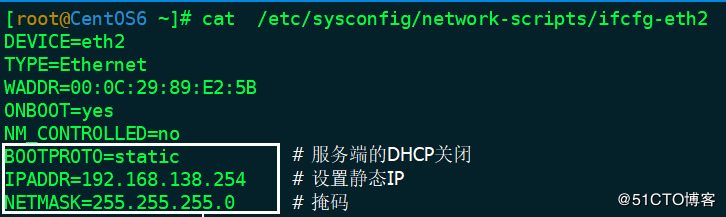 [root@CentOS6 ~]# cat  /etc/sysconfig/network-scripts/ifcfg-eth2
DEVICE=eth2
TYPE=Ethernet
WADDR=00:0C:29:89:E2:5B
ONBOOT=yes
NM_CONTROLLED=no
BOOTPROTO=static # 服务端的DHCP关闭
IPADDR=192.168.138.254 # 设置静态IP
NETMASK=255.255.255.0 # 掩码
@51CTO博客